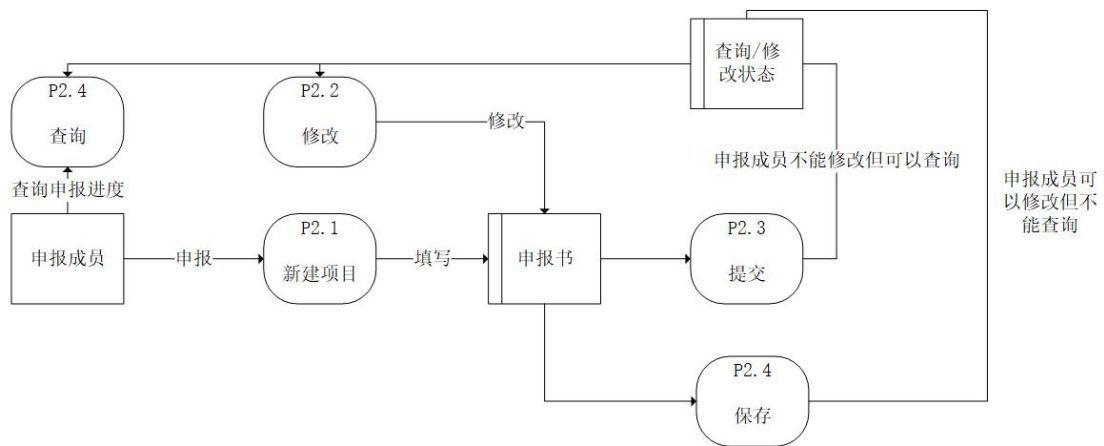 查询/修
改状态
P2.4
查询
P2.2
修改
修改
申报成员不能修改但可以查询
申报成员可
以修改但不
能查询
查询申报进度
申报成员
申报
P2.1
新建项目
填写
申报书
P2.3
提交
P2.4
保存